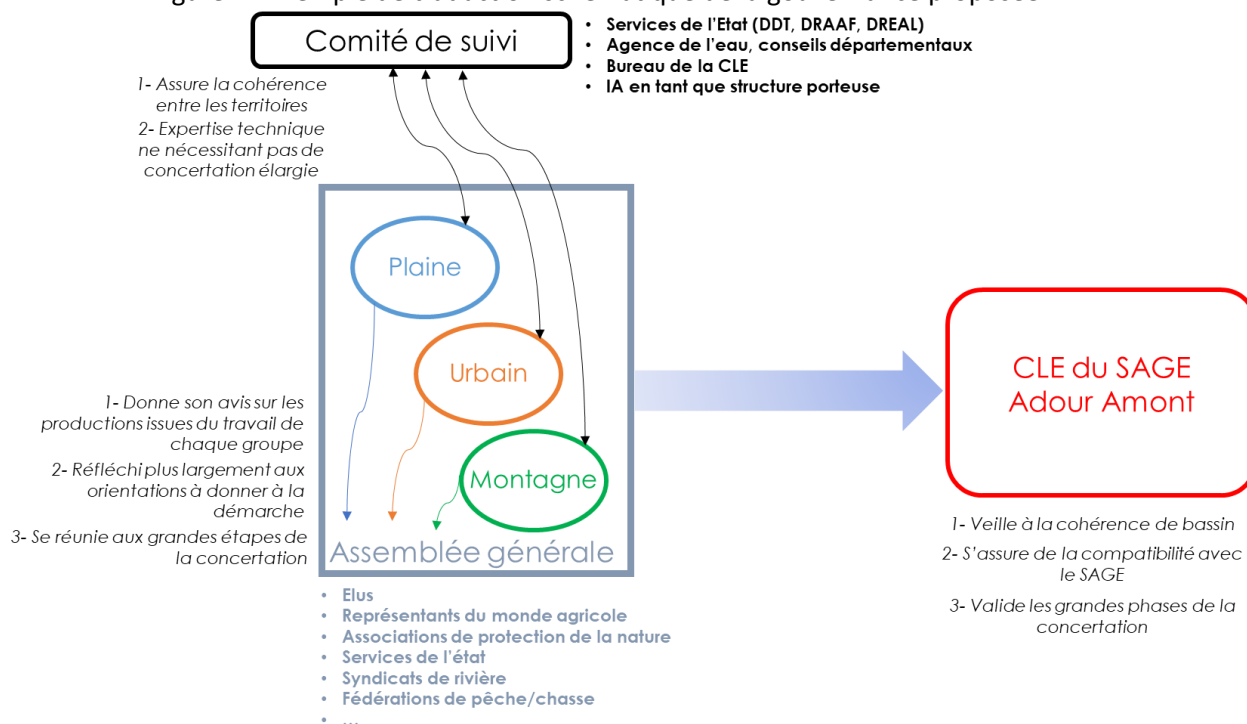 Comité de suivi
• Services de l'Etat (DDT, DRAAF, DREAL)
• Agence de l'eau, conseils départementaux
• Bureau de la CLE
• IA en tant que structure porteuse
1- Assure la cohérence
entre les territoires
2- Expertise technique
ne nécessitant pas de
concertation élargie
Plaine
Urbain
Montagne
1- Donne son avis sur les
productions issues du travail de
chaque groupe
2- Réfléchi plus largement aux
orientations à donner à la
démarche
3- Se réunie aux grandes étapes de
la concertation
Assemblée générale
• Elus
• Représentants du monde agricole
• Associations de protection de la nature
• Services de l'état
• Syndicats de rivière
• Fédérations de pêche/chasse
• ...
CLE du SAGE
Adour Amont
1- Veille à la cohérence de bassin
2- S'assure de la compatibilité avec
le SAGE
3- Valide les grandes phases de la
concertation